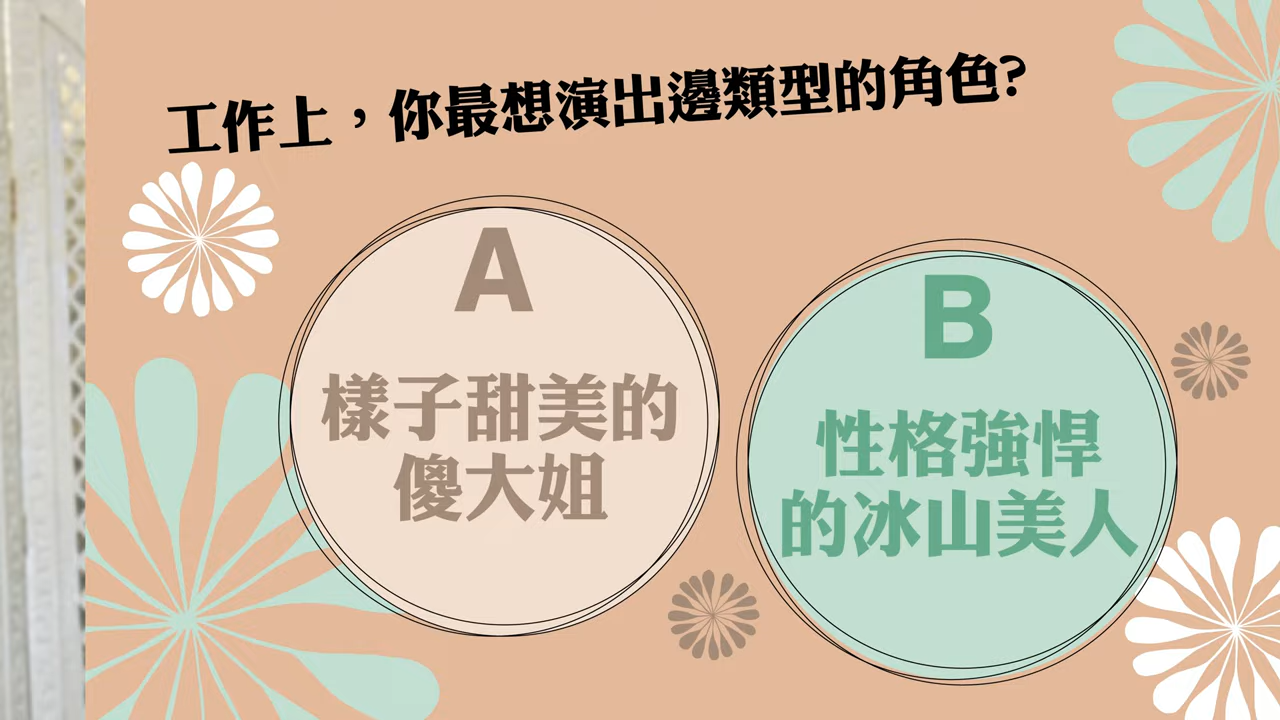 工作上，你最想演出邊類型的角色?
A
樣子甜美的
傻大姐
B
性格強悍
的冰山美人